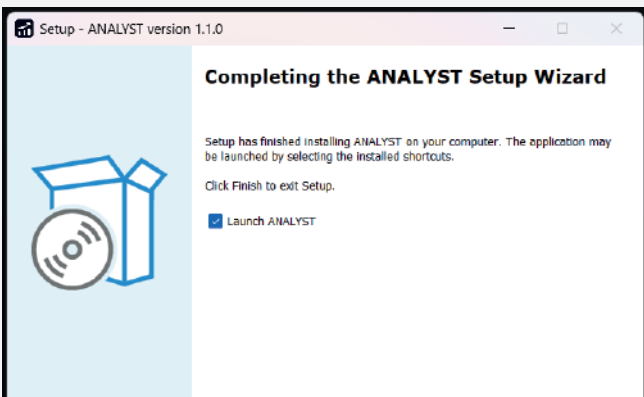 Setup - ANALYST version 1.1.0
Completing the ANALYST Setup Wizard
Setup has finished installing ANALYST on your computer. The application may
be launched by selecting the installed shortcuts.
Click Finish to exit Setup.
Launch ANALYST